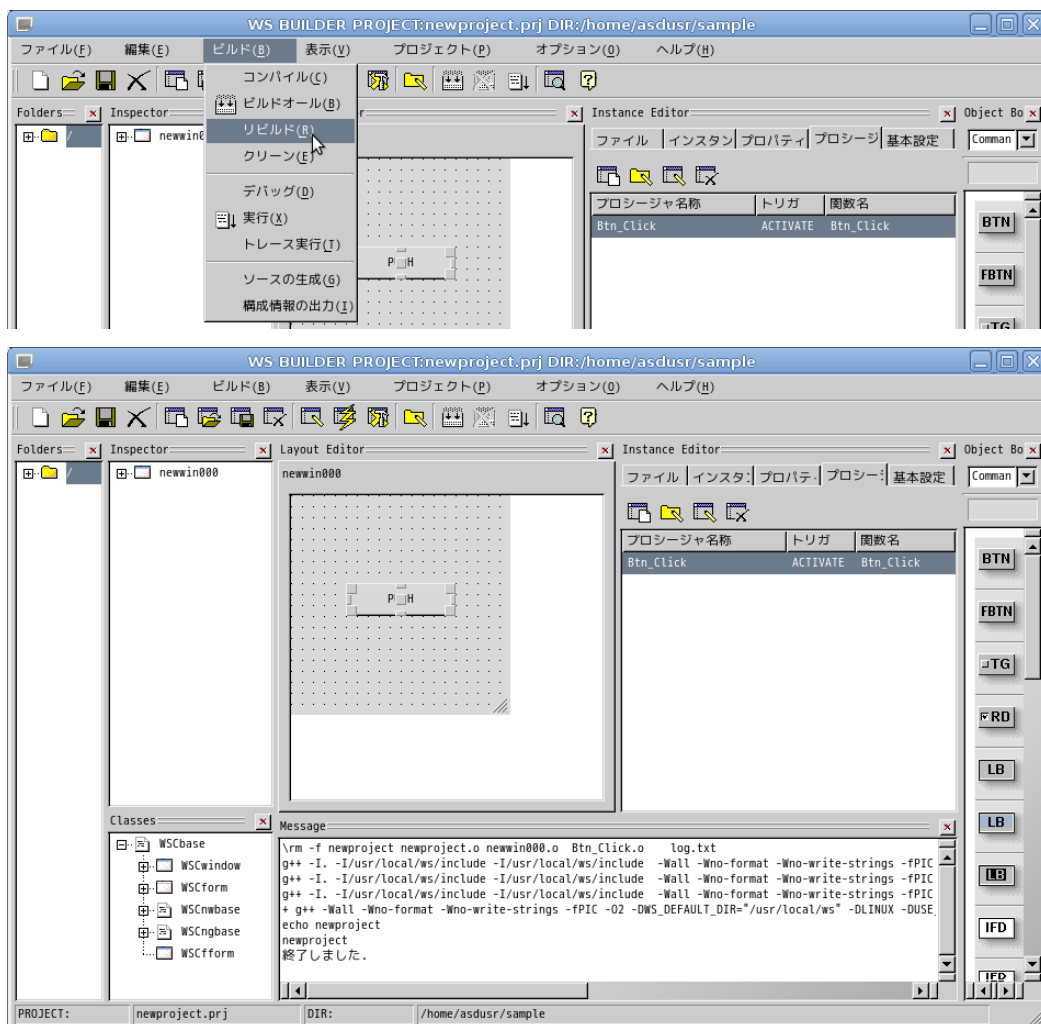 WS BUILDER PROJECT:newproject.prj DIR:/home/asdusr/sample
ファイル(F) 編集(E) ビルド(B) 表示(V) プロジェクト(P) オプション(O) ヘルプ(H)
コンパイル(C)
ビルドオール(B)
リビルド(R)
クリーン(E)
デバッグ(D)
実行(X)
トレース実行(T)
ソースの生成(G)
構成情報の出力(I)
Folders Inspector Instance Editor Object Bo
/ ファイル インスタン プロパティ プロシージ 基本設定 Comman
プロシージャ名称 トリガ 関数名
Btn_Click ACTIVATE Btn_Click
BTN
FBTN
TG
WS BUILDER PROJECT:newproject.prj DIR:/home/asdusr/sample
ファイル(F) 編集(E) ビルド(B) 表示(V) プロジェクト(P) オプション(O) ヘルプ(H)
Folders Inspector Layout Editor Instance Editor Object Bo
/ newwin000 newwin000 ファイル インスタ プロパテ プロシー 基本設定 Comman
プロシージャ名称 トリガ 関数名
Btn_Click ACTIVATE Btn_Click
BTN
FBTN
TG
RD
LB
LB
LB
IFD
IFD
Classes
WSCbase
WSCwindow
WSCform
WSCnwbase
WSCngbase
WSCfform
Message
\rm -f newproject newproject.o newwin000.o Btn_Click.o log.txt
g++ -I. -I/usr/local/ws/include -I/usr/local/ws/include -Wall -Wno-format -Wno-write-strings -fPIC
g++ -I. -I/usr/local/ws/include -I/usr/local/ws/include -Wall -Wno-format -Wno-write-strings -fPIC
g++ -I. -I/usr/local/ws/include -I/usr/local/ws/include -Wall -Wno-format -Wno-write-strings -fPIC
+ g++ -Wall -Wno-format -Wno-write-strings -fPIC -O2 -DWS_DEFAULT_DIR="/usr/local/ws" -DLINUX -DUSE_
echo newproject
newproject
終了しました.
PROJECT: newproject.prj DIR: /home/asdusr/sample